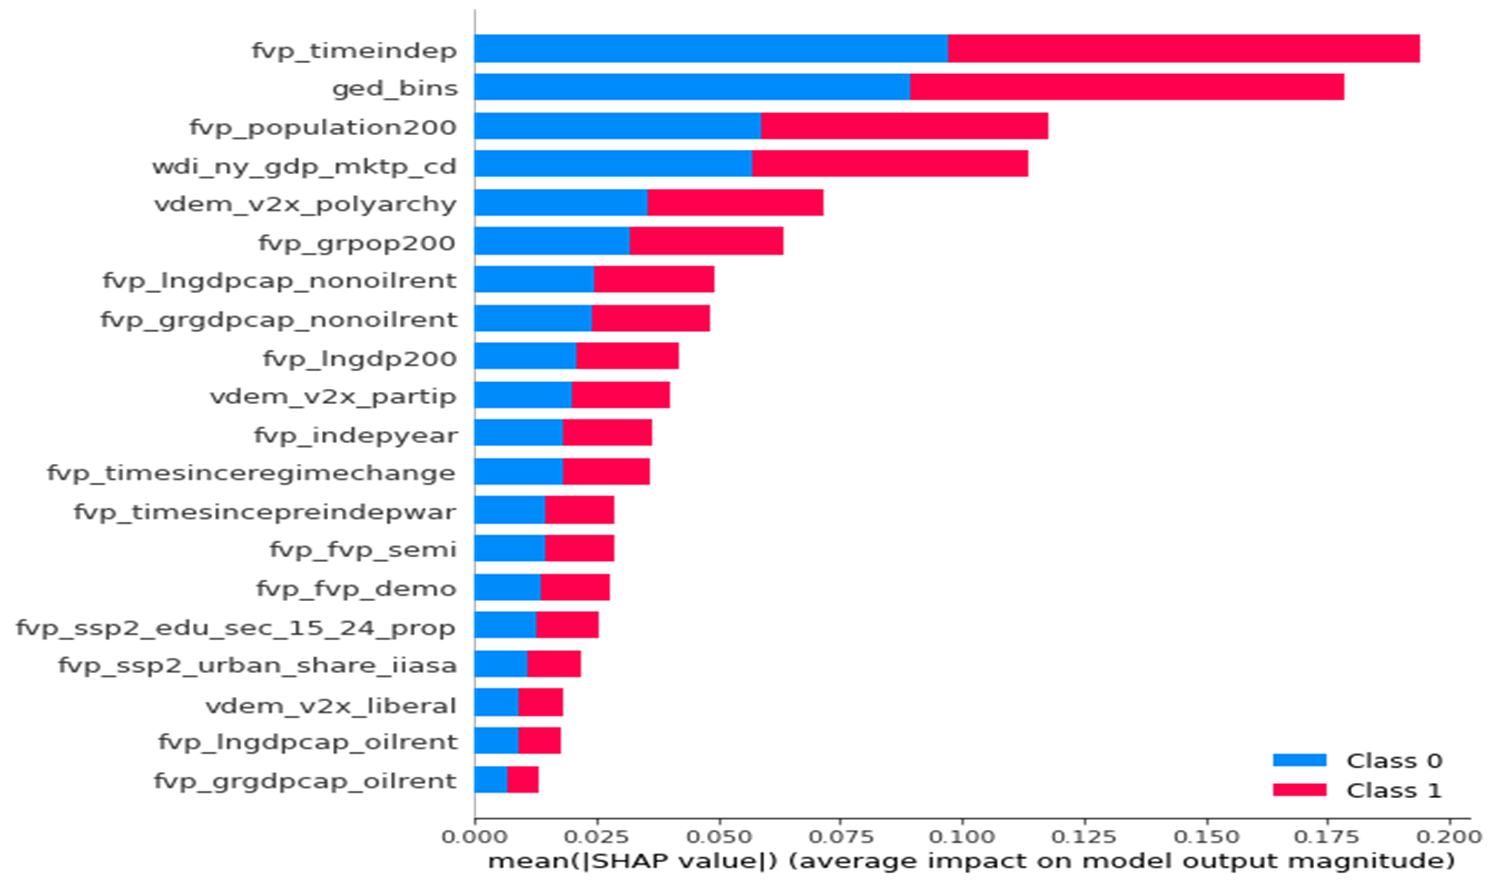 fvp_timeindep
ged_bins
fvp_population200
wdi_ny_gdp_mktp_cd
vdem_v2x_polyarchy
fvp_grpop200
fvp_lngdpcap_nonoilrent
fvp_grgdpcap_nonoilrent
fvp_lngdp200
vdem_v2x_partip
fvp_indepyear
fvp_timesinceregimechange
fvp_timesincepreindepwar
fvp_fvp_semi
fvp_fvp_demo
fvp_ssp2_edu_sec_15_24_prop
fvp_ssp2_urban_share_iiasa
vdem_v2x_liberal
fvp_lngdpcap_oilrent
fvp_grgdpcap_oilrent
Class 0
Class 1
0.000 0.025 0.050 0.075 0.100 0.125 0.150 0.175 0.200
mean(|SHAP value|) (average impact on model output magnitude)